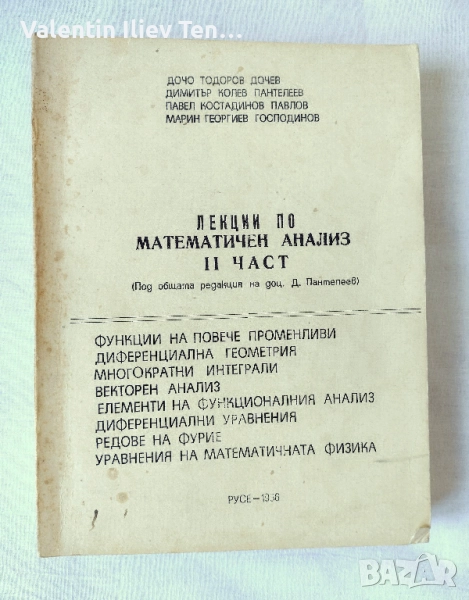 Valentin Iliev Ten...
ДОЧО ТОДОРОВ ДОЧЕВ
ДИМИТЪР КОЛЕВ ПАНТЕЛЕЕВ
ПАВЕЛ КОСТАДИНОВ ПАВЛОВ
МАРИН ГЕОРГИЕВ ГОСПОДИНОВ
ЛЕКЦИИ ПО
МАТЕМАТИЧЕН АНАЛИЗ
II ЧАСТ
(Под общата редакция на доц. Д. Пантелеев)
ФУНКЦИИ НА ПОВЕЧЕ ПРОМЕНЛИВИ
ДИФЕРЕНЦИАЛНА ГЕОМЕТРИЯ
МНОГОКРАТНИ ИНТЕГРАЛИ
ВЕКТОРЕН АНАЛИЗ
ЕЛЕМЕНТИ НА ФУНКЦИОНАЛНИЯ АНАЛИЗ
ДИФЕРЕНЦИАЛНИ УРАВНЕНИЯ
РЕДОВЕ НА ФУРИЕ
УРАВНЕНИЯ НА МАТЕМАТИЧНАТА ФИЗИКА
РУСЕ –
BAZAR